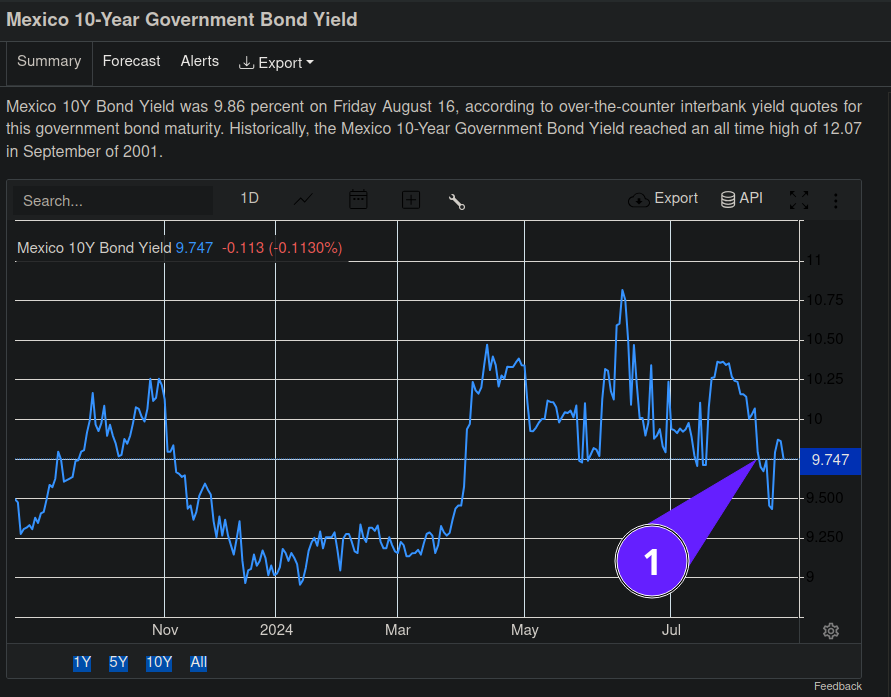 Mexico 10-Year Government Bond Yield
Summary Forecast Alerts Export
Mexico 10Y Bond Yield was 9.86 percent on Friday August 16, according to over-the-counter interbank yield quotes for
this government bond maturity. Historically, the Mexico 10-Year Government Bond Yield reached an all time high of 12.07
in September of 2001.
Search... 1D Export API
Mexico 10Y Bond Yield 9.747 -0.113 (-0.1130%)
11
10.75
10.50
10.25
10
9.747
9.500
9.250
9
1
Nov 2024 Mar May Jul
1Y 5Y 10Y All
Feedback